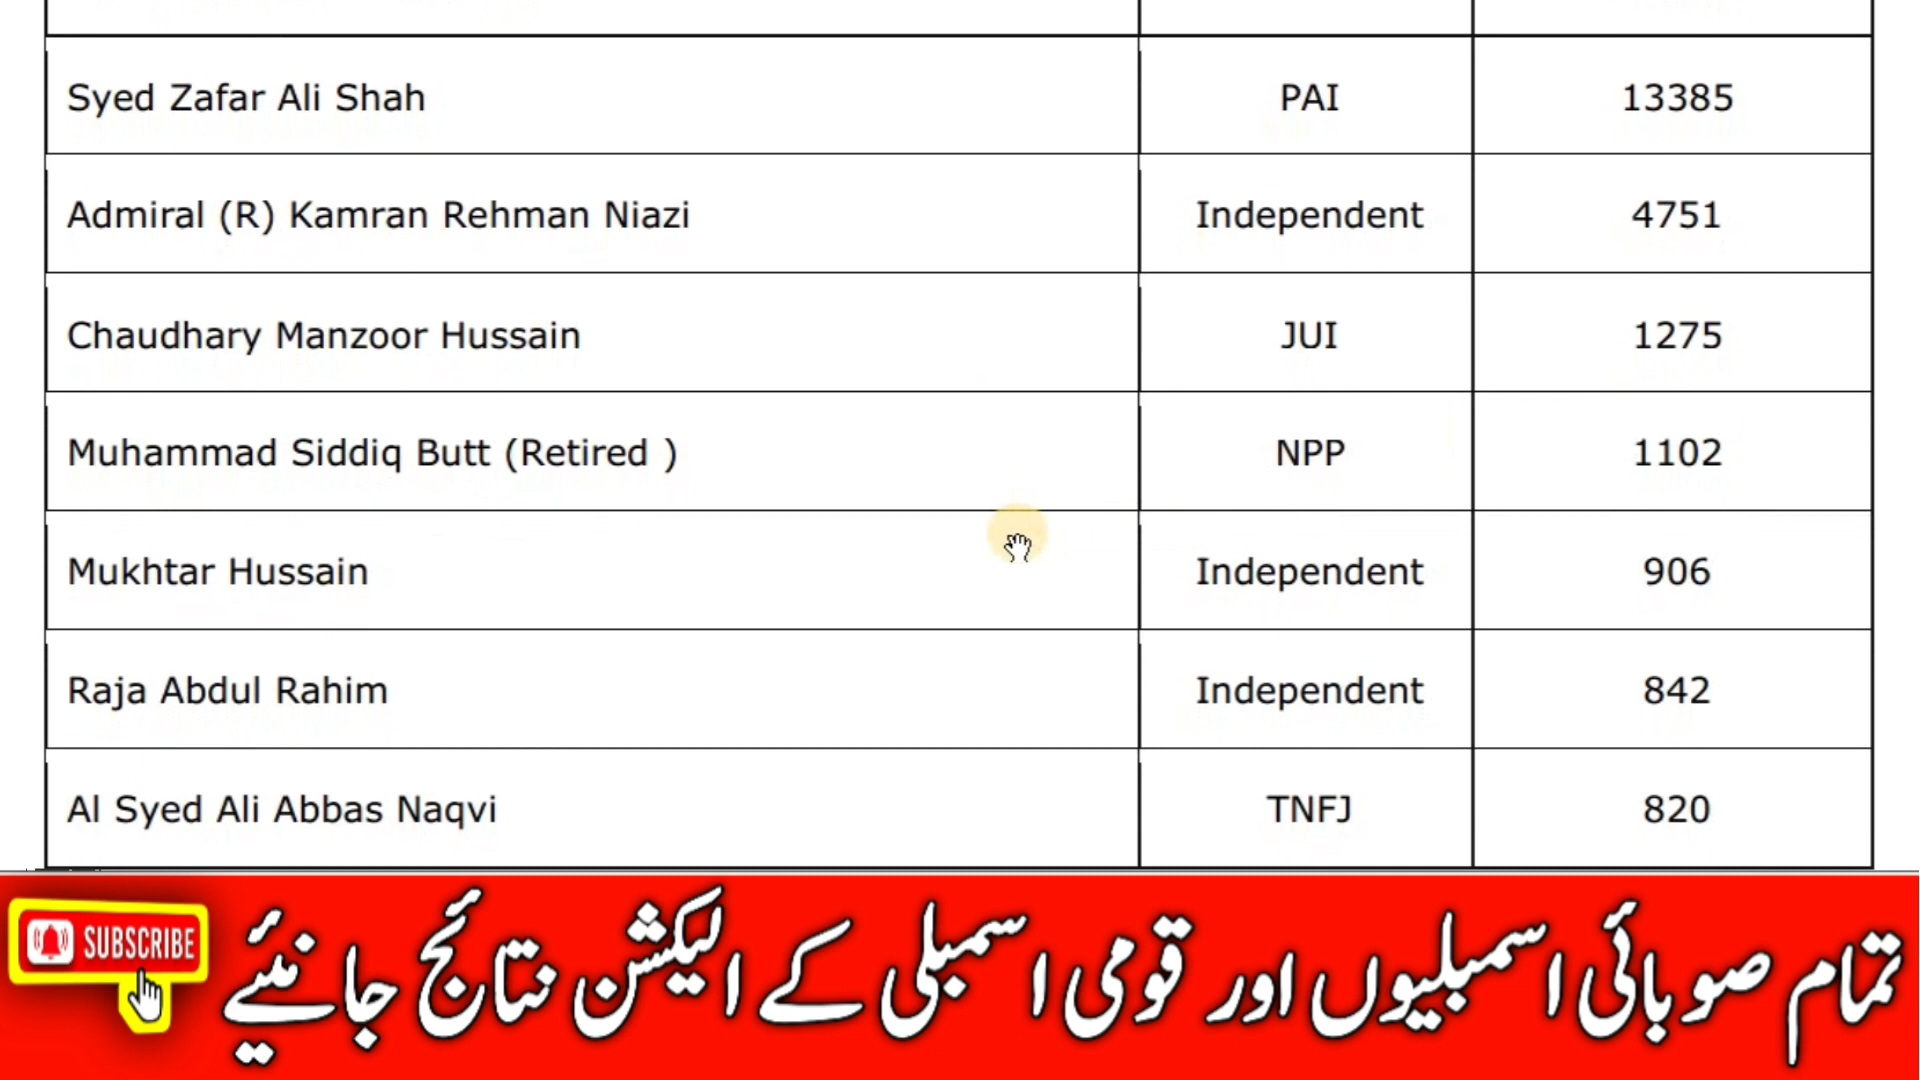 Syed Zafar Ali Shah PAI 13385
Admiral (R) Kamran Rehman Niazi Independent 4751
Chaudhary Manzoor Hussain JUI 1275
Muhammad Siddiq Butt (Retired ) NPP 1102
Mukhtar Hussain Independent 906
Raja Abdul Rahim Independent 842
Al Syed Ali Abbas Naqvi TNFJ 820
SUBSCRIBE
تمام صوبائی اسمبلیوں اور قومی اسمبلی کے الیکشن نتائج جانئیے